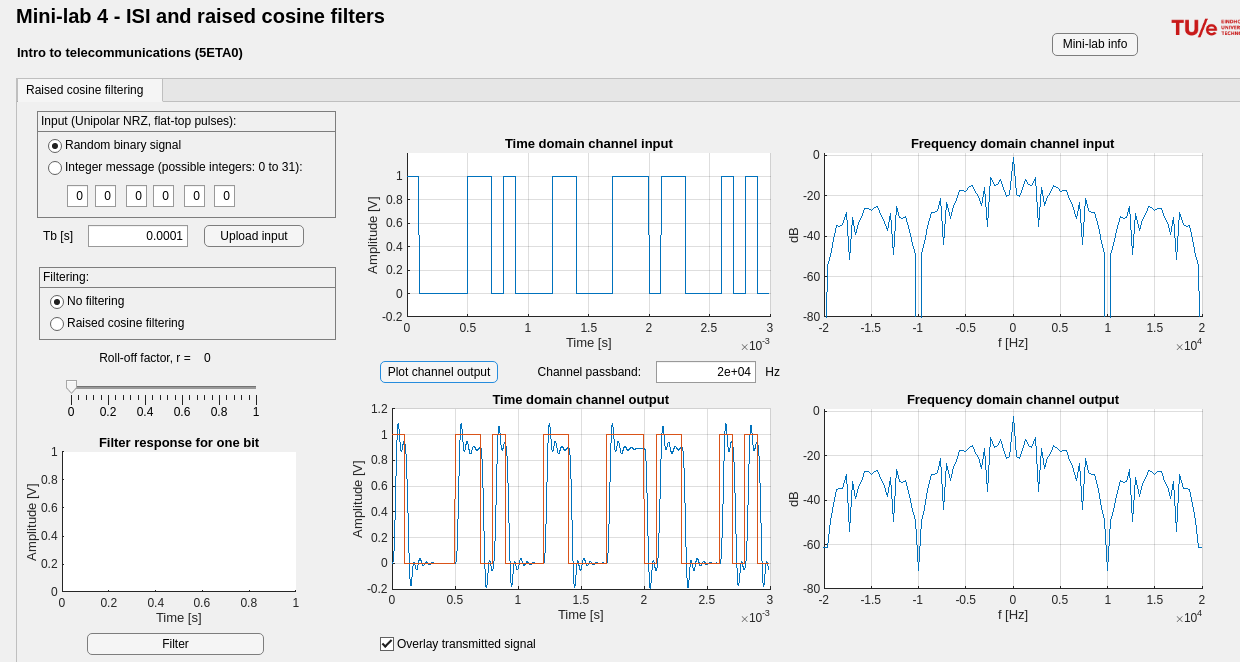 Mini-lab 4 - ISI and raised cosine filters
Intro to telecommunications (5ETA0)
Mini-lab info
TU/e
Raised cosine filtering
Input (Unipolar NRZ, flat-top pulses):
Random binary signal
Integer message (possible integers: 0 to 31):
0 0 0 0 0 0
Tb [s] 0.0001 Upload input
Filtering:
No filtering
Raised cosine filtering
Roll-off factor, r = 0
0 0.2 0.4 0.6 0.8 1
Filter response for one bit
Amplitude [V]
1
0.8
0.6
0.4
0.2
0
0 0.2 0.4 0.6 0.8 1
Time [s]
Filter
Time domain channel input
Amplitude [V]
1
0.8
0.6
0.4
0.2
0
-0.2
0 0.5 1 1.5 2 2.5 3
Time [s]
×10-3
Frequency domain channel input
dB
0
-20
-40
-60
-80
-2 -1.5 -1 -0.5 0 0.5 1 1.5 2
f [Hz]
×104
Plot channel output
Channel passband: 2e+04 Hz
Time domain channel output
Amplitude [V]
1.2
1
0.8
0.6
0.4
0.2
0
-0.2
0 0.5 1 1.5 2 2.5 3
Time [s]
×10-3
Overlay transmitted signal
Frequency domain channel output
dB
0
-20
-40
-60
-80
-2 -1.5 -1 -0.5 0 0.5 1 1.5 2
f [Hz]
×104